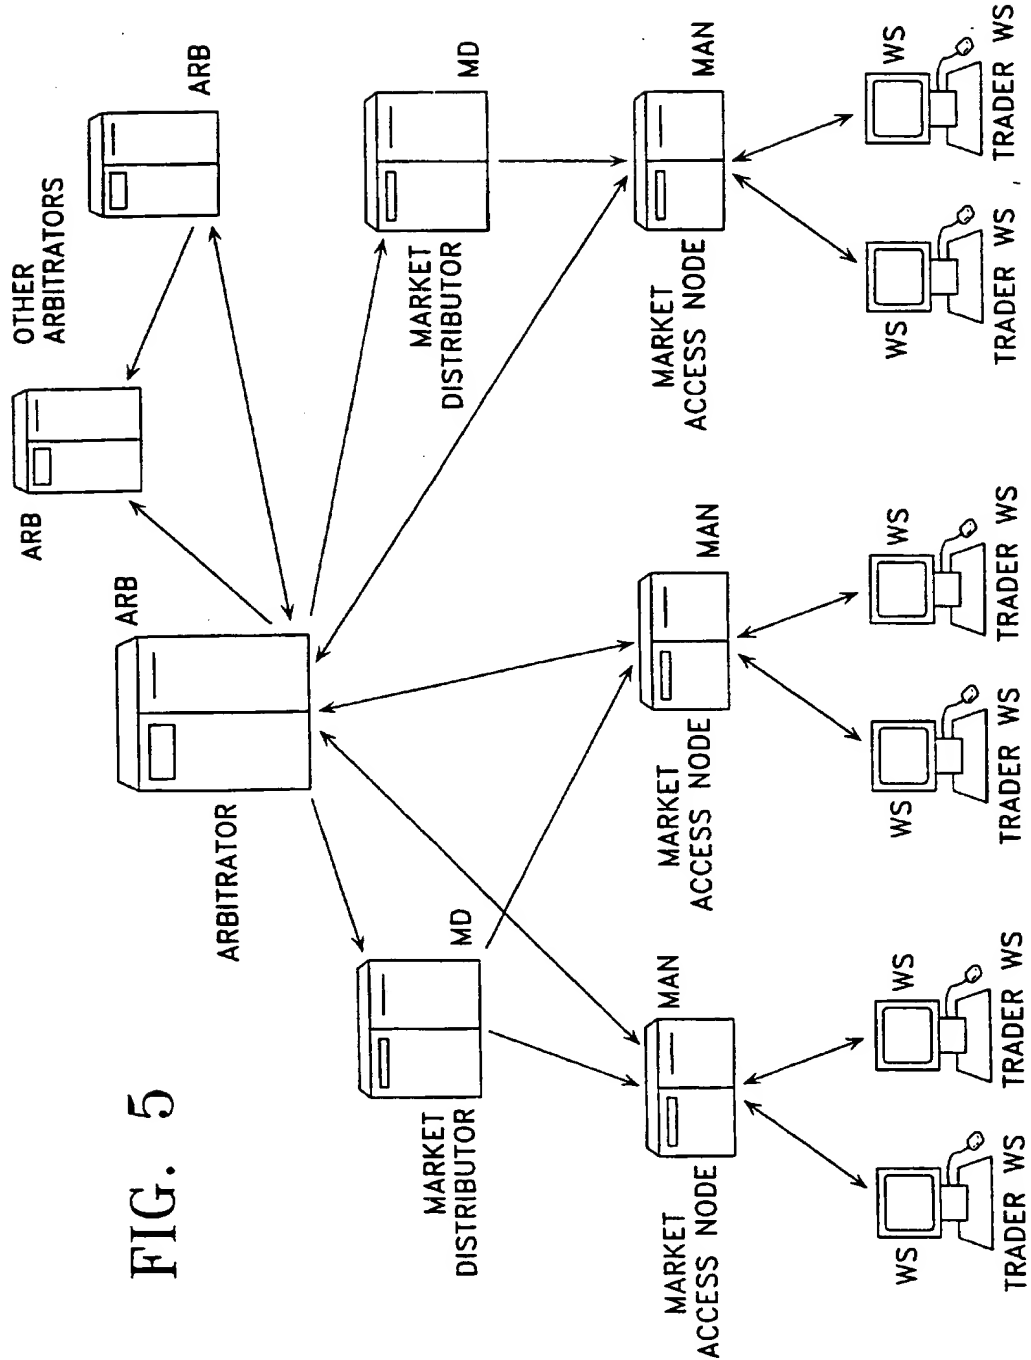 FIG. 5
OTHER
ARBITRATORS
ARB
ARB
ARB
ARBITRATOR
MD
MARKET
DISTRIBUTOR
MD
MARKET
DISTRIBUTOR
MAN
MARKET
ACCESS NODE
MAN
MARKET
ACCESS NODE
MAN
MARKET
ACCESS NODE
WS
TRADER WS
WS
TRADER WS
WS
TRADER WS
WS
TRADER WS
WS
TRADER WS
WS
TRADER WS